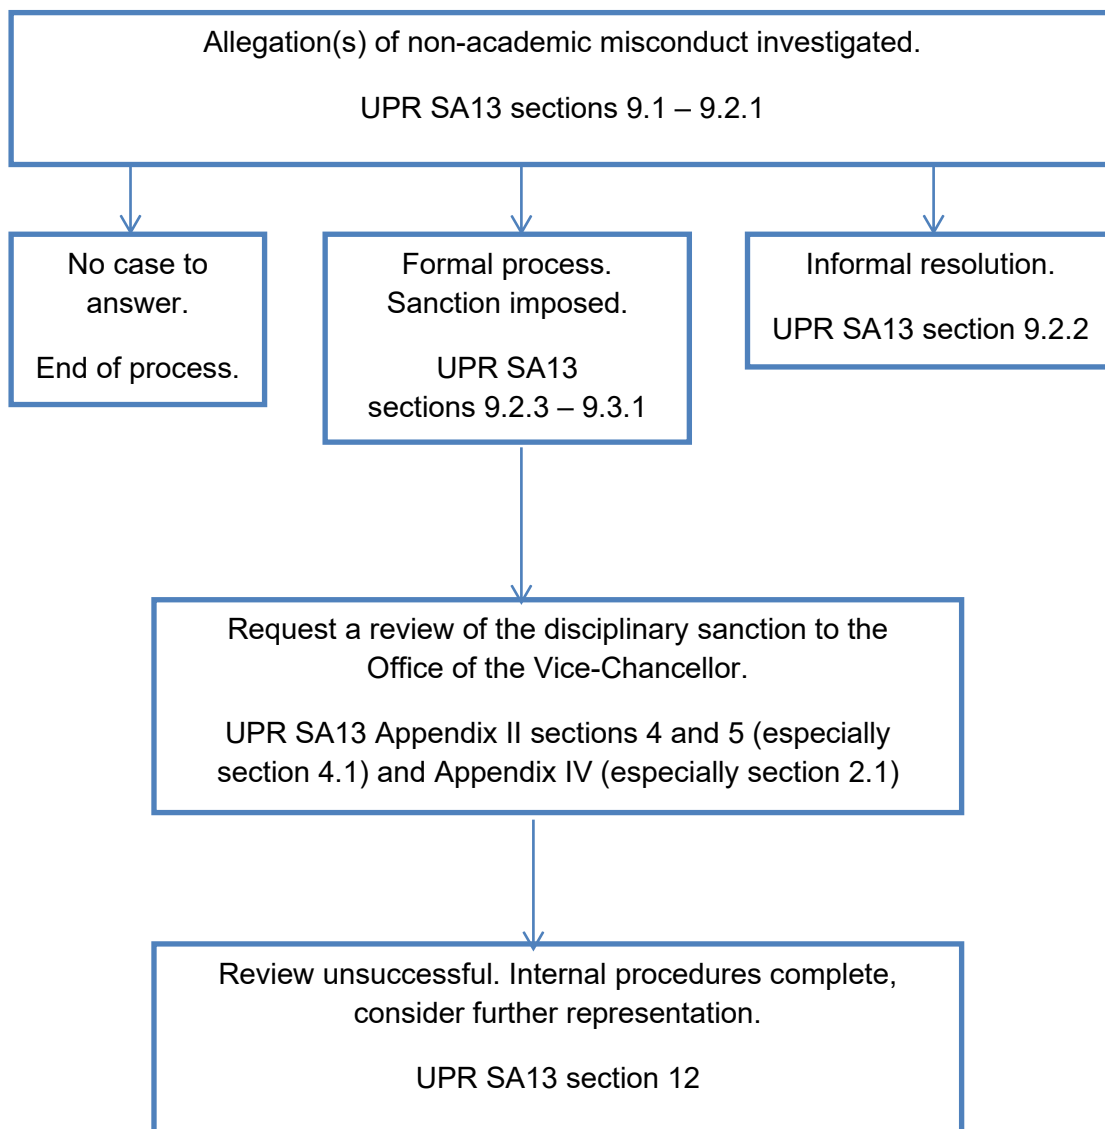 Allegation(s) of non-academic misconduct investigated.
UPR SA13 sections 9.1 – 9.2.1
No case to
answer.
End of process.
Formal process.
Sanction imposed.
UPR SA13
sections 9.2.3 – 9.3.1
Informal resolution.
UPR SA13 section 9.2.2
Request a review of the disciplinary sanction to the
Office of the Vice-Chancellor.
UPR SA13 Appendix II sections 4 and 5 (especially
section 4.1) and Appendix IV (especially section 2.1)
Review unsuccessful. Internal procedures complete,
consider further representation.
UPR SA13 section 12